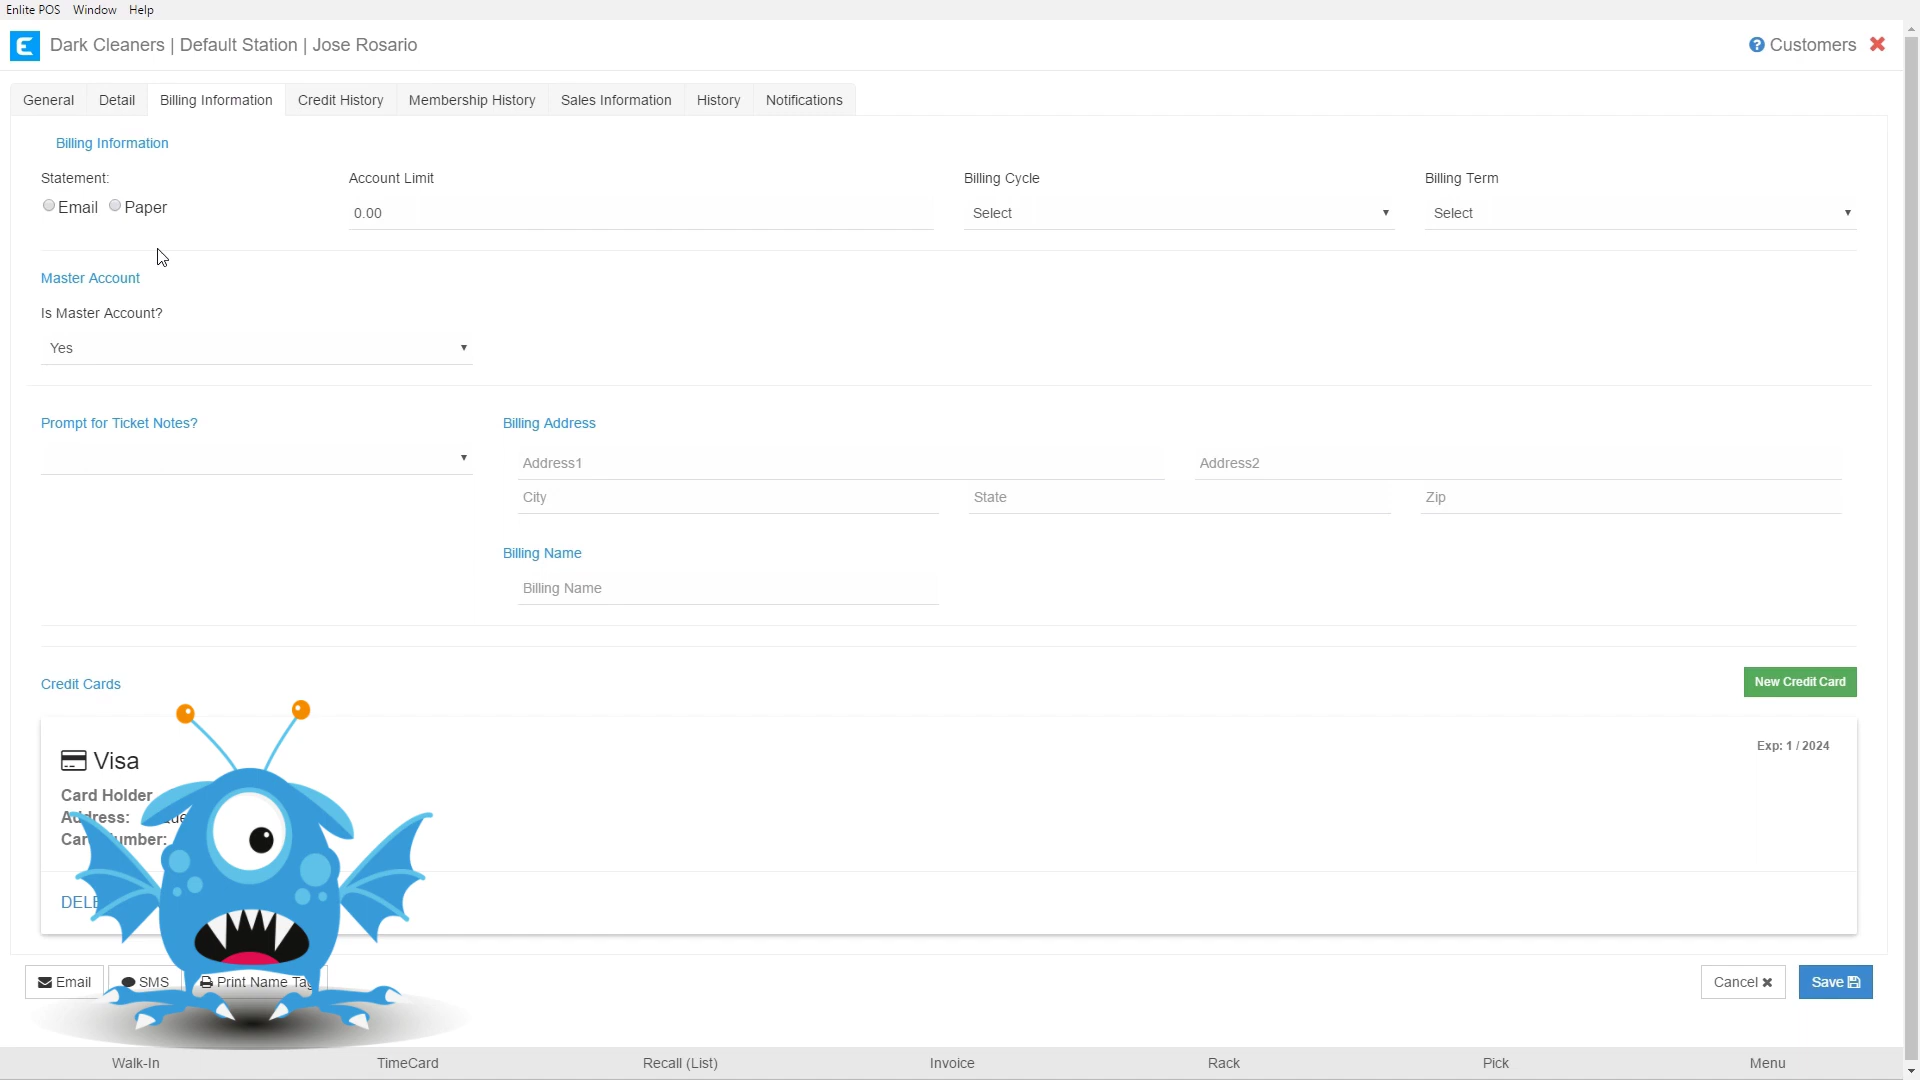 Enlite POS Window Help
Dark Cleaners | Default Station | Jose Rosario
Customers
General Detail Billing Information Credit History Membership History Sales Information History Notifications
Billing Information
Statement: Account Limit Billing Cycle Billing Term
Email Paper 0.00 Select Select
Master Account
Is Master Account?
Yes
Prompt for Ticket Notes? Billing Address
Address1 Address2
City State Zip
Billing Name
Billing Name
Credit Cards New Credit Card
Visa Exp: 1 / 2024
Card Holder
Email SMS Print Name Tag Cancel Save
Walk-In TimeCard Recall (List) Invoice Rack Pick Menu